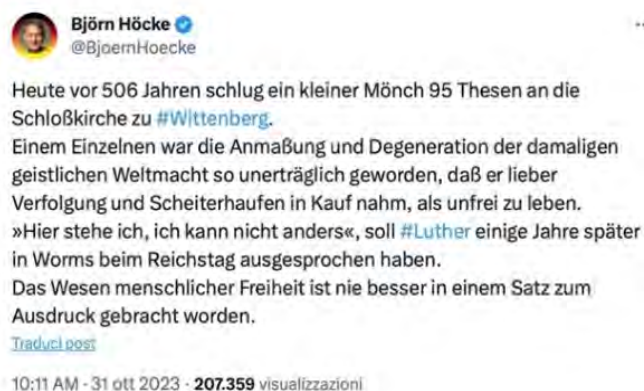 Björn Höcke
@BjoernHoecke
Heute vor 506 Jahren schlug ein kleiner Mönch 95 Thesen an die
Schloßkirche zu #Wittenberg.
Einem Einzelnen war die Anmaßung und Degeneration der damaligen
geistlichen Weltmacht so unerträglich geworden, daß er lieber
Verfolgung und Scheiterhaufen in Kauf nahm, als unfrei zu leben.
»Hier stehe ich, ich kann nicht anders«, soll #Luther einige Jahre später
in Worms beim Reichstag ausgesprochen haben.
Das Wesen menschlicher Freiheit ist nie besser in einem Satz zum
Ausdruck gebracht worden.
Traduci post
10:11 AM · 31 ott 2023 · 207.359 visualizzazioni